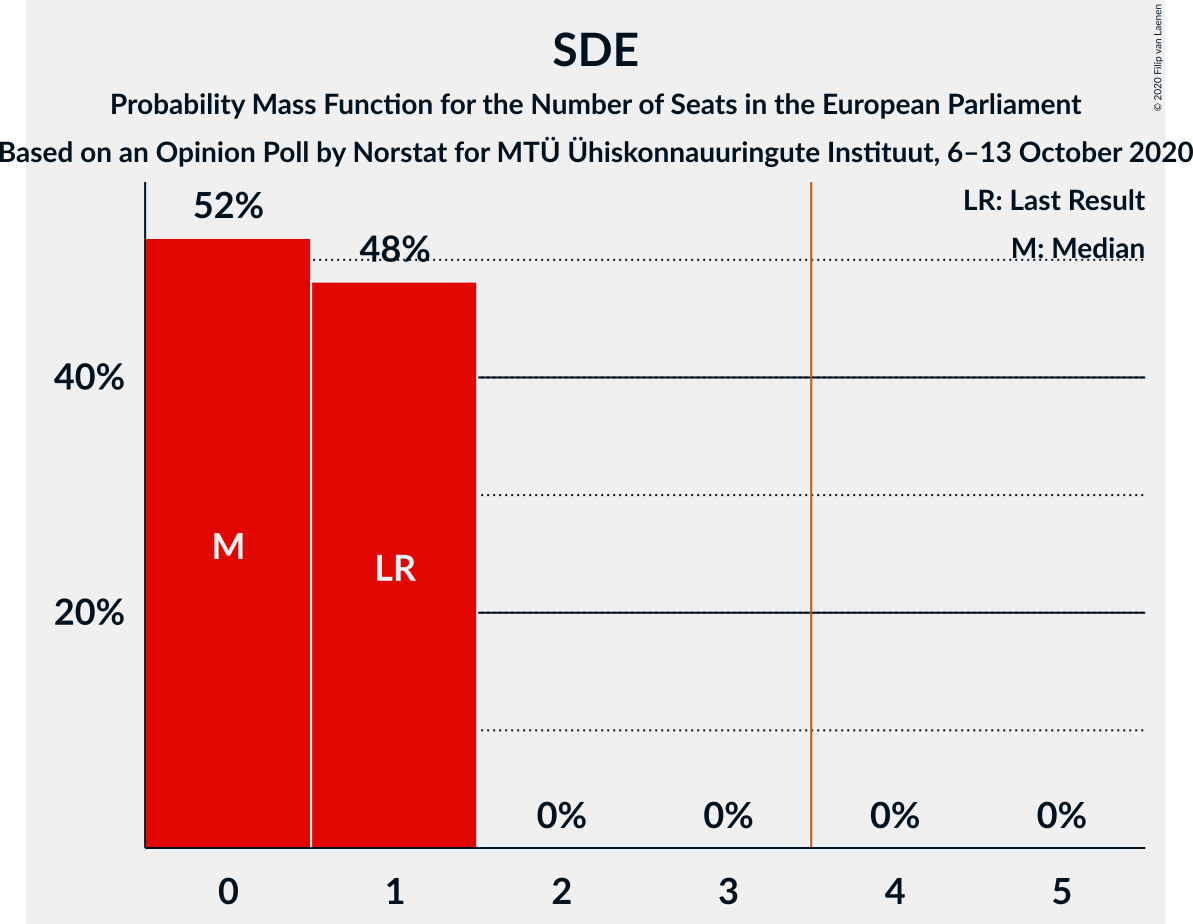 SDE
Probability Mass Function for the Number of Seats in the European Parliament
Based on an Opinion Poll by Norstat for MTÜ Ühiskonnauuringute Instituut, 6–13 October 2020
© 2020 Filip van Laenen
LR: Last Result
M: Median
52%
48%
40%
20%
M
LR
0%
0%
0%
0%
0
1
2
3
4
5